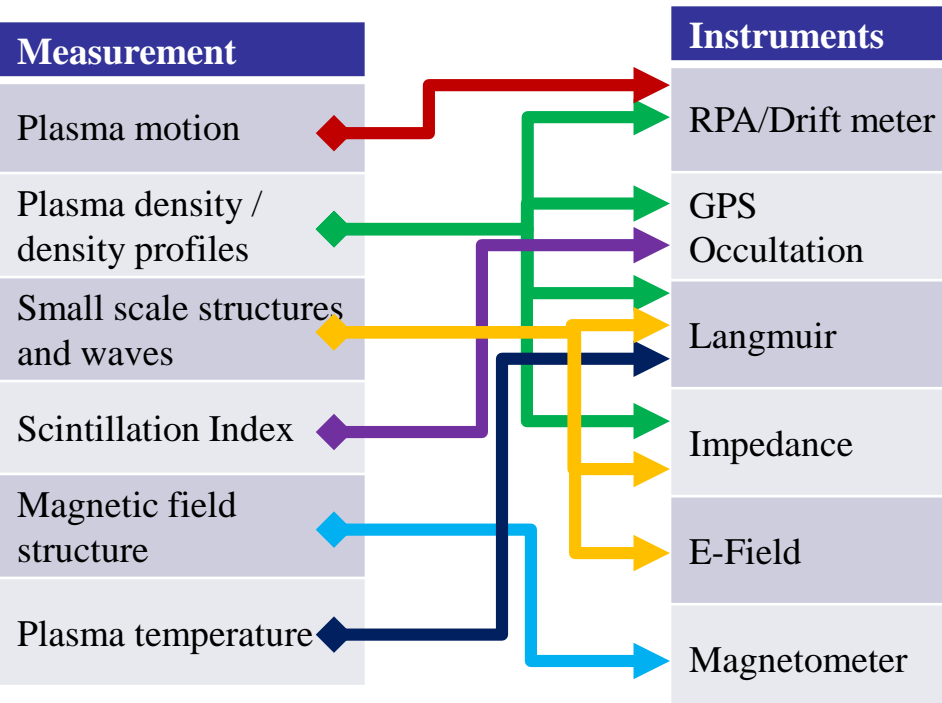 Measurement
Plasma motion
Plasma density /
density profiles
Small scale structures
and waves
Scintillation Index
Magnetic field
structure
Plasma temperature
Instruments
RPA/Drift meter
GPS
Occultation
Langmuir
Impedance
E-Field
Magnetometer